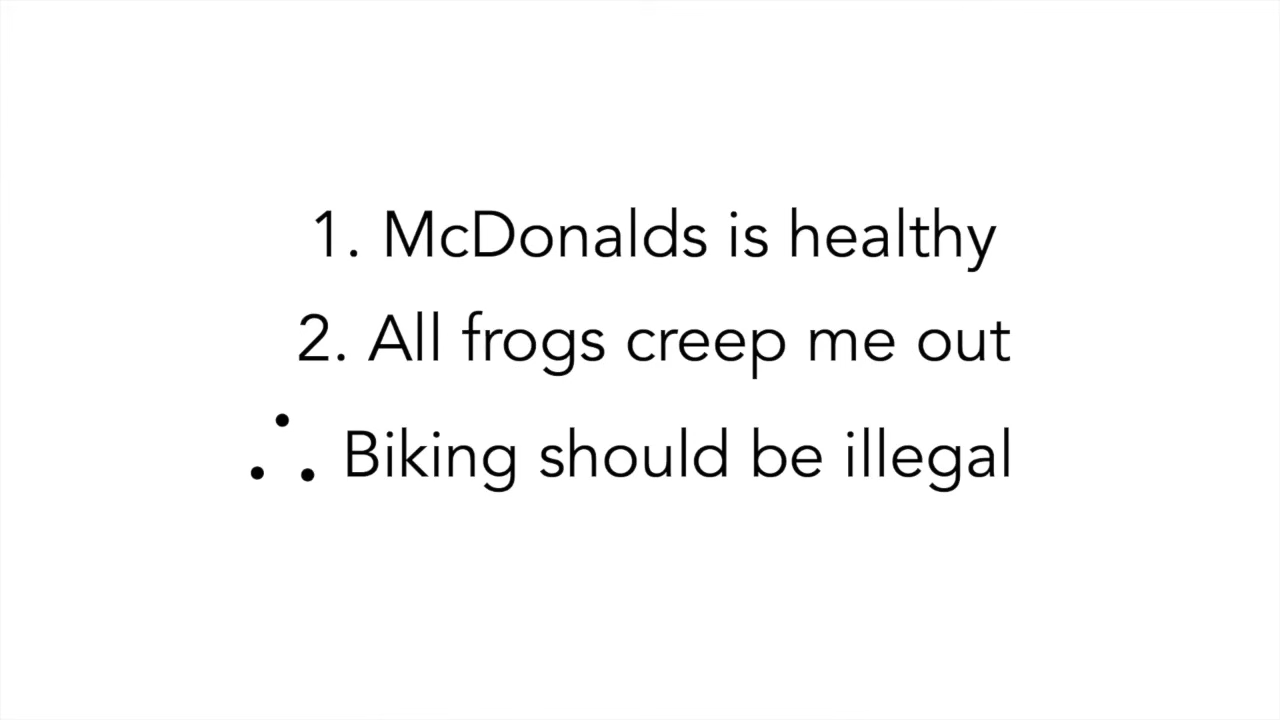 1. McDonalds is healthy
2. All frogs creep me out
∴ Biking should be illegal